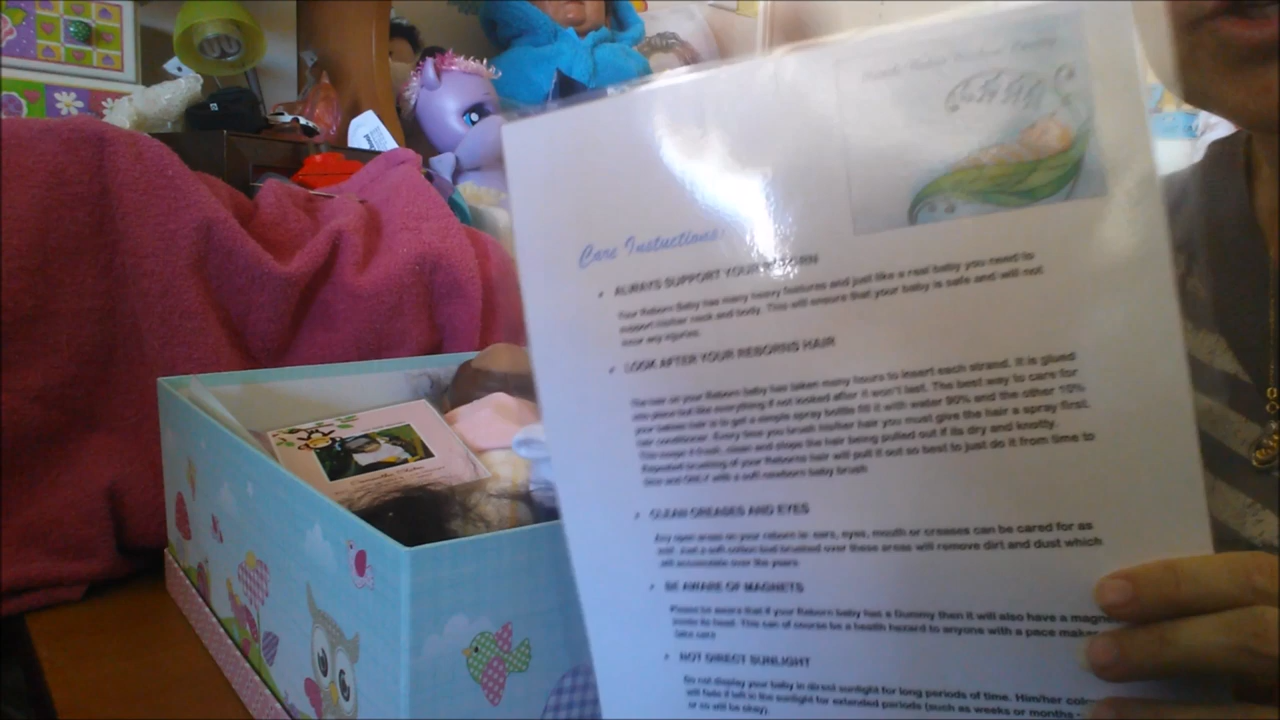 Care Instuctions:
ALWAYS SUPPORT YOUR REBORN
Your Reborn Baby has many heavy features and just like a real baby you need to
support his/her neck and body. This will ensure that your baby is safe and will not
incur any injuries.
LOOK AFTER YOUR REBORNS HAIR
The hair on your Reborn baby has taken many hours to insert each strand. It is glued
into place but like everything if not looked after it won't last. The best way to care for
your babies hair is to get a simple spray bottle fill it with water 90% and the other 10%
hair conditioner. Every time you brush his/her hair you must give the hair a spray first.
This keeps it fresh, clean and stops the hair being pulled out if its dry and knotty.
Repeated brushing of your Reborns hair will pull it out so best to just do it from time to
time and ONLY with a soft newborn baby brush
CLEAN CREASES AND EYES
Any open areas on your reborn ie: ears, eyes, mouth or creases can be cared for as
well. Just a soft cotton bud brushed over these areas will remove dirt and dust which
will accumulate over the years.
BE AWARE OF MAGNETS
Please be aware that if your Reborn baby has a Dummy then it will also have a magne
inside its head. This can of course be a health hazard to anyone with a pace make
take care
NOT DIRECT SUNLIGHT
Do not display your baby in direct sunlight for long periods of time. Him/her colo
will fade if left in the sunlight for extended periods (such as weeks or months -
or so will be okay).